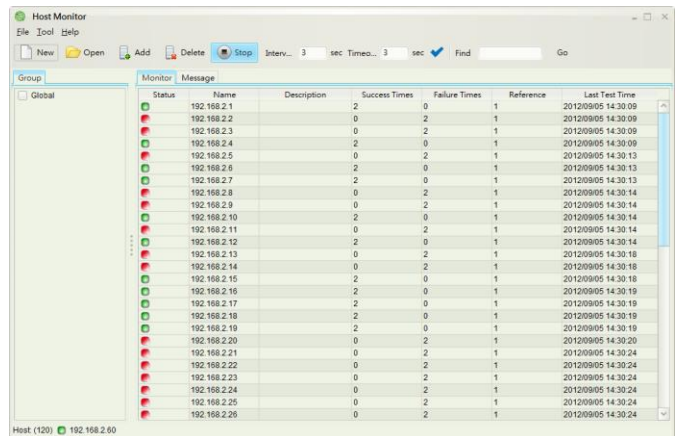 Host Monitor
File Tool Help
New Open Add Delete Stop Interv... 3 sec Timeo... 3 sec Find Go
Group Monitor Message
Global
Status Name Description Success Times Failure Times Reference Last Test Time
192.168.2.1 2 0 1 2012/09/05 14:30:09
192.168.2.2 0 2 1 2012/09/05 14:30:09
192.168.2.3 0 2 1 2012/09/05 14:30:09
192.168.2.4 2 0 1 2012/09/05 14:30:09
192.168.2.5 0 2 1 2012/09/05 14:30:13
192.168.2.6 2 0 1 2012/09/05 14:30:13
192.168.2.7 2 0 1 2012/09/05 14:30:13
192.168.2.8 0 2 1 2012/09/05 14:30:14
192.168.2.9 0 2 1 2012/09/05 14:30:14
192.168.2.10 2 0 1 2012/09/05 14:30:14
192.168.2.11 0 2 1 2012/09/05 14:30:14
192.168.2.12 2 0 1 2012/09/05 14:30:14
192.168.2.13 0 2 1 2012/09/05 14:30:18
192.168.2.14 0 2 1 2012/09/05 14:30:18
192.168.2.15 2 0 1 2012/09/05 14:30:18
192.168.2.16 2 0 1 2012/09/05 14:30:19
192.168.2.17 2 0 1 2012/09/05 14:30:19
192.168.2.18 2 0 1 2012/09/05 14:30:19
192.168.2.19 2 0 1 2012/09/05 14:30:19
192.168.2.20 0 2 1 2012/09/05 14:30:20
192.168.2.21 0 2 1 2012/09/05 14:30:24
192.168.2.22 0 2 1 2012/09/05 14:30:24
192.168.2.23 0 2 1 2012/09/05 14:30:24
192.168.2.24 0 2 1 2012/09/05 14:30:24
192.168.2.25 0 2 1 2012/09/05 14:30:24
192.168.2.26 0 2 1 2012/09/05 14:30:24
Host: (120) 192.168.2.60